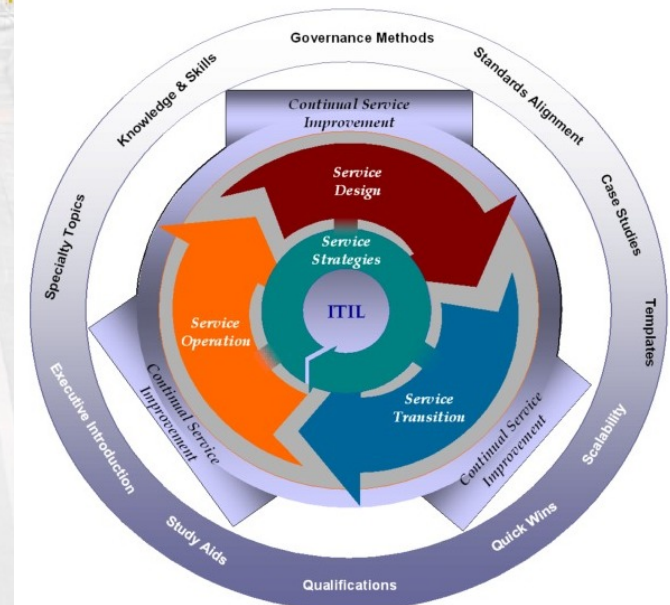 Governance Methods
Knowledge & Skills
Standards Alignment
Specialty Topics
Case Studies
Templates
Continual Service
Improvement
Service
Design
Service
Strategies
ITIL
Service
Operation
Service
Transition
Continual Service
Improvement
Continual Service
Improvement
Executive Introduction
Scalability
Study Aids
Quick Wins
Qualifications